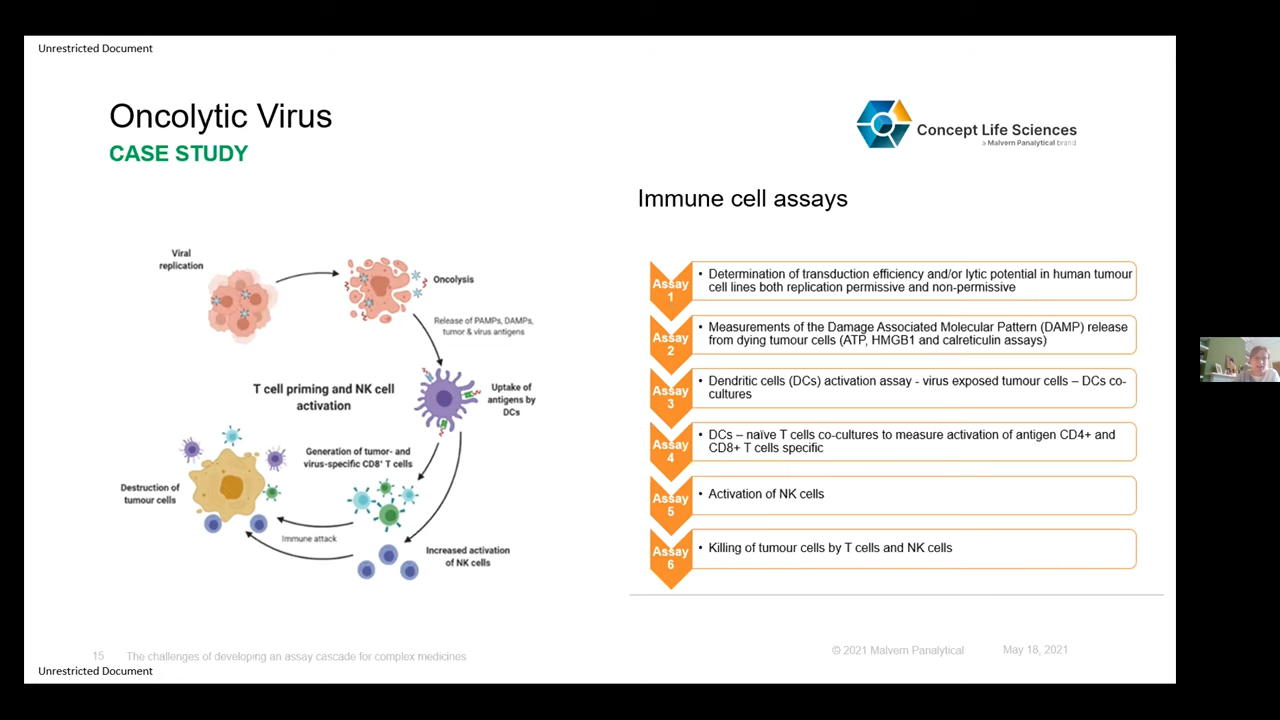 Unrestricted Document
Oncolytic Virus
CASE STUDY
Concept Life Sciences
a Malvern Panalytical brand
Immune cell assays
Viral
replication
Oncolysis
Release of PAMPs, DAMPs,
tumor & virus antigens
T cell priming and NK cell
activation
Uptake of
antigens by
DCs
Generation of tumor- and
virus-specific CD8⁺ T cells
Destruction of
tumour cells
Immune attack
Increased activation
of NK cells
Assay
1
• Determination of transduction efficiency and/or lytic potential in human tumour
cell lines both replication permissive and non-permissive
Assay
2
• Measurements of the Damage Associated Molecular Pattern (DAMP) release
from dying tumour cells (ATP, HMGB1 and calreticulin assays)
Assay
3
• Dendritic cells (DCs) activation assay - virus exposed tumour cells – DCs co-
cultures
Assay
4
• DCs – naïve T cells co-cultures to measure activation of antigen CD4+ and
CD8+ T cells specific
Assay
5
• Activation of NK cells
Assay
6
• Killing of tumour cells by T cells and NK cells
15 The challenges of developing an assay cascade for complex medicines
© 2021 Malvern Panalytical May 18, 2021
Unrestricted Document